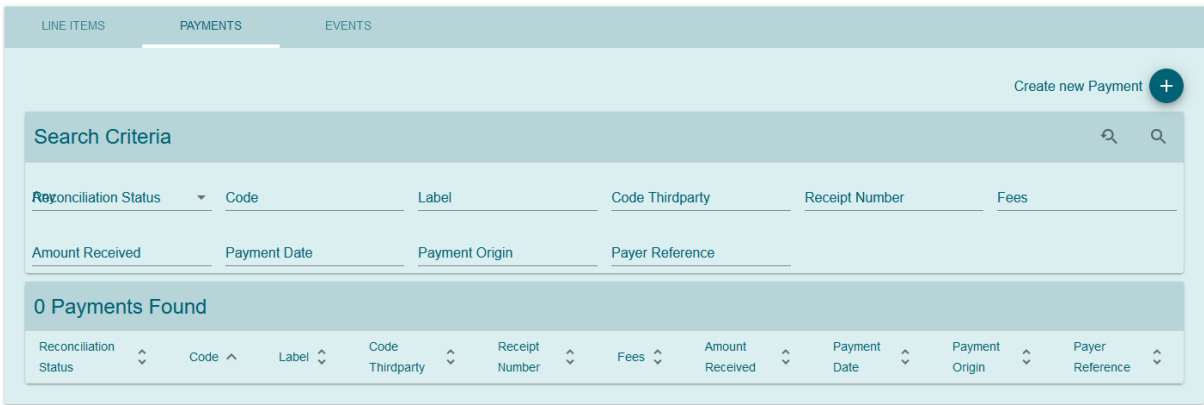 LINE ITEMS PAYMENTS EVENTS
Create new Payment
Search Criteria
Any Reconciliation Status Code Label Code Thirdparty Receipt Number Fees
Amount Received Payment Date Payment Origin Payer Reference
0 Payments Found
Reconciliation Status Code Label Code Thirdparty Receipt Number Fees Amount Received Payment Date Payment Origin Payer Reference